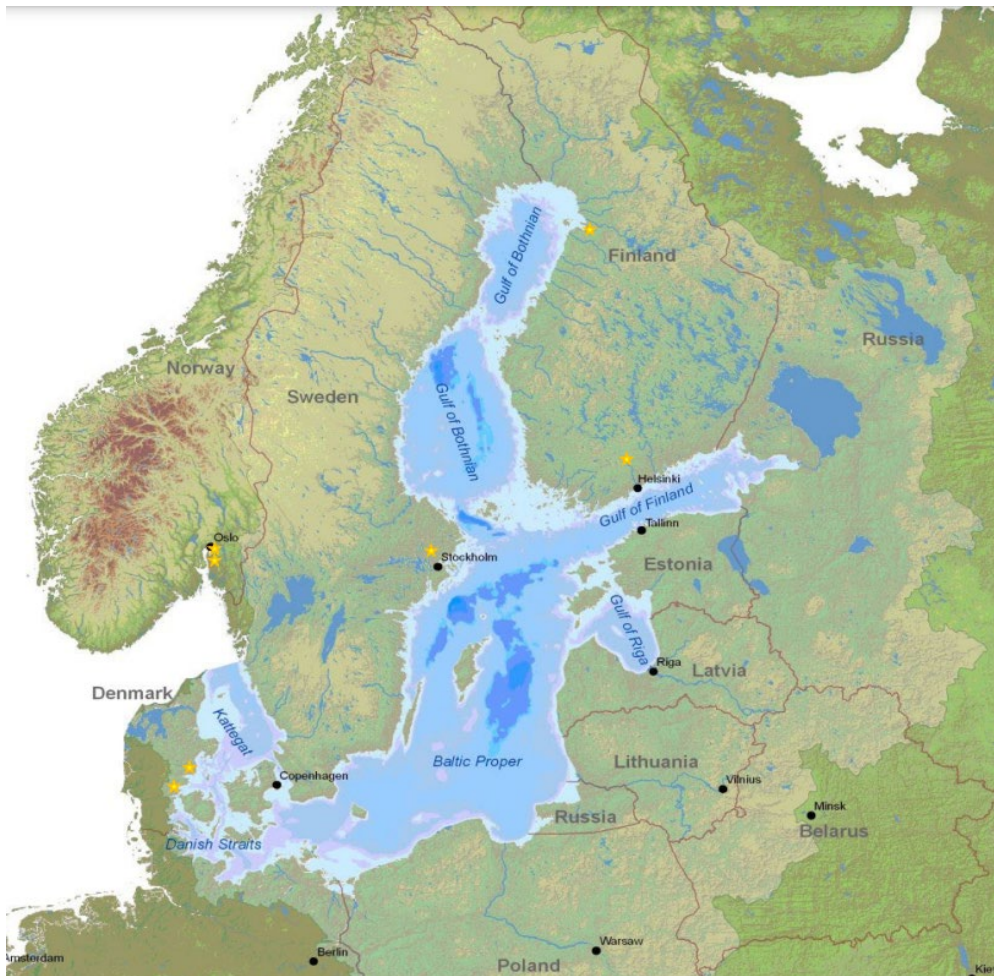 Gulf of Bothnian
Finland
Russia
Norway
Sweden
Gulf of Bothnian
Helsinki
Gulf of Finland
Tallinn
Oslo
Stockholm
Estonia
Gulf of Riga
Riga
Latvia
Denmark
Kattegat
Baltic Proper
Lithuania
Copenhagen
Vilnius
Russia
Minsk
Belarus
Danish Straits
Warsaw
Berlin
Amsterdam
Poland
Kie